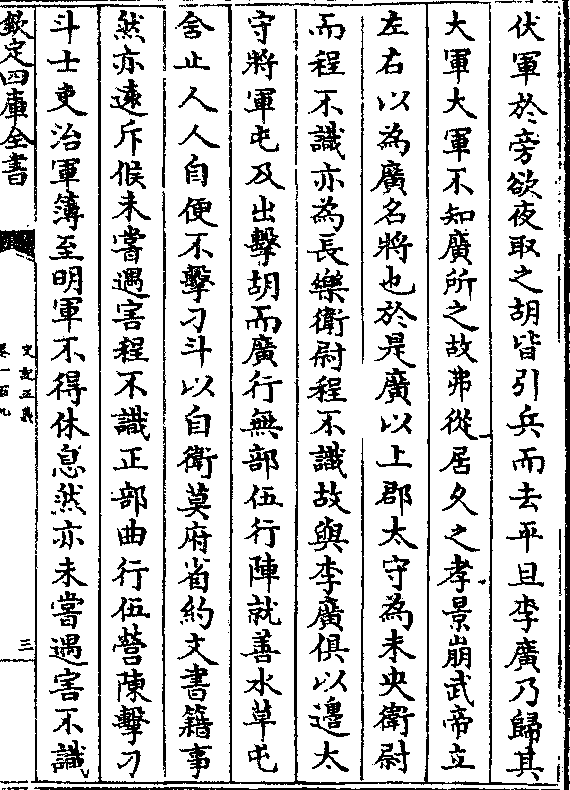 伏軍於旁欲夜取之胡皆引兵而去平旦李廣乃歸其
大軍大軍不知廣所之故弗從居久之孝景崩武帝立
左右以為廣名將也於是廣以上郡太守為未央衛尉
而程不識亦為長樂衛尉程不識故與李廣俱以邊太
守將軍屯及出擊胡而廣行無部伍行陣就善水草屯
舍止人人自便不擊刁斗以自衛莫府省約文書籍事
然亦遠斥候未嘗遇害程不識正部曲行伍營陳擊刁
斗士吏治軍簿至明軍不得休息然亦未嘗遇害不識
欽定四庫全書
史記正義
卷一百九
三